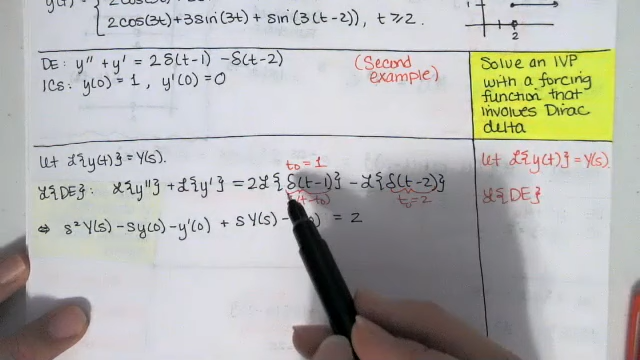 y(t) =
2cos(3t)+3sin(3t)+sin(3(t-2)), t≥2.
1
2
DE: y'' + y' = 2δ(t-1) - δ(t-2)
ICs: y(0) = 1, y'(0) = 0
(Second
example)
Solve an IVP
with a forcing
function that
involves Dirac
delta
Let ℒ{y(t)} = Y(s).
t₀ = 1
ℒ{DE}: ℒ{y''} + ℒ{y'} = 2ℒ{δ(t-1)} - ℒ{δ(t-2)}
t₀ = 2
⇔ s²Y(s) - sy(0) - y'(0) + sY(s) - = 2
Let ℒ{y(t)} = Y(s).
ℒ{DE}